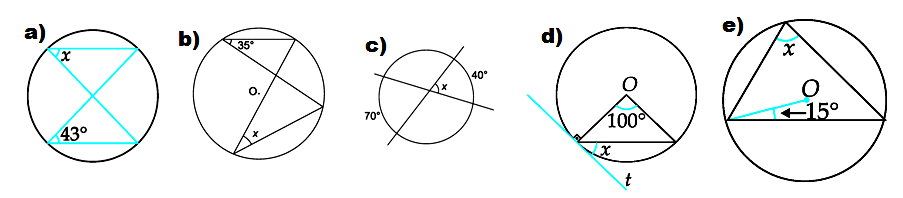 a)
x
43°
b)
35°
O.
x
c)
40°
x
70°
d)
O
100°
x
t
e)
x
O
15°